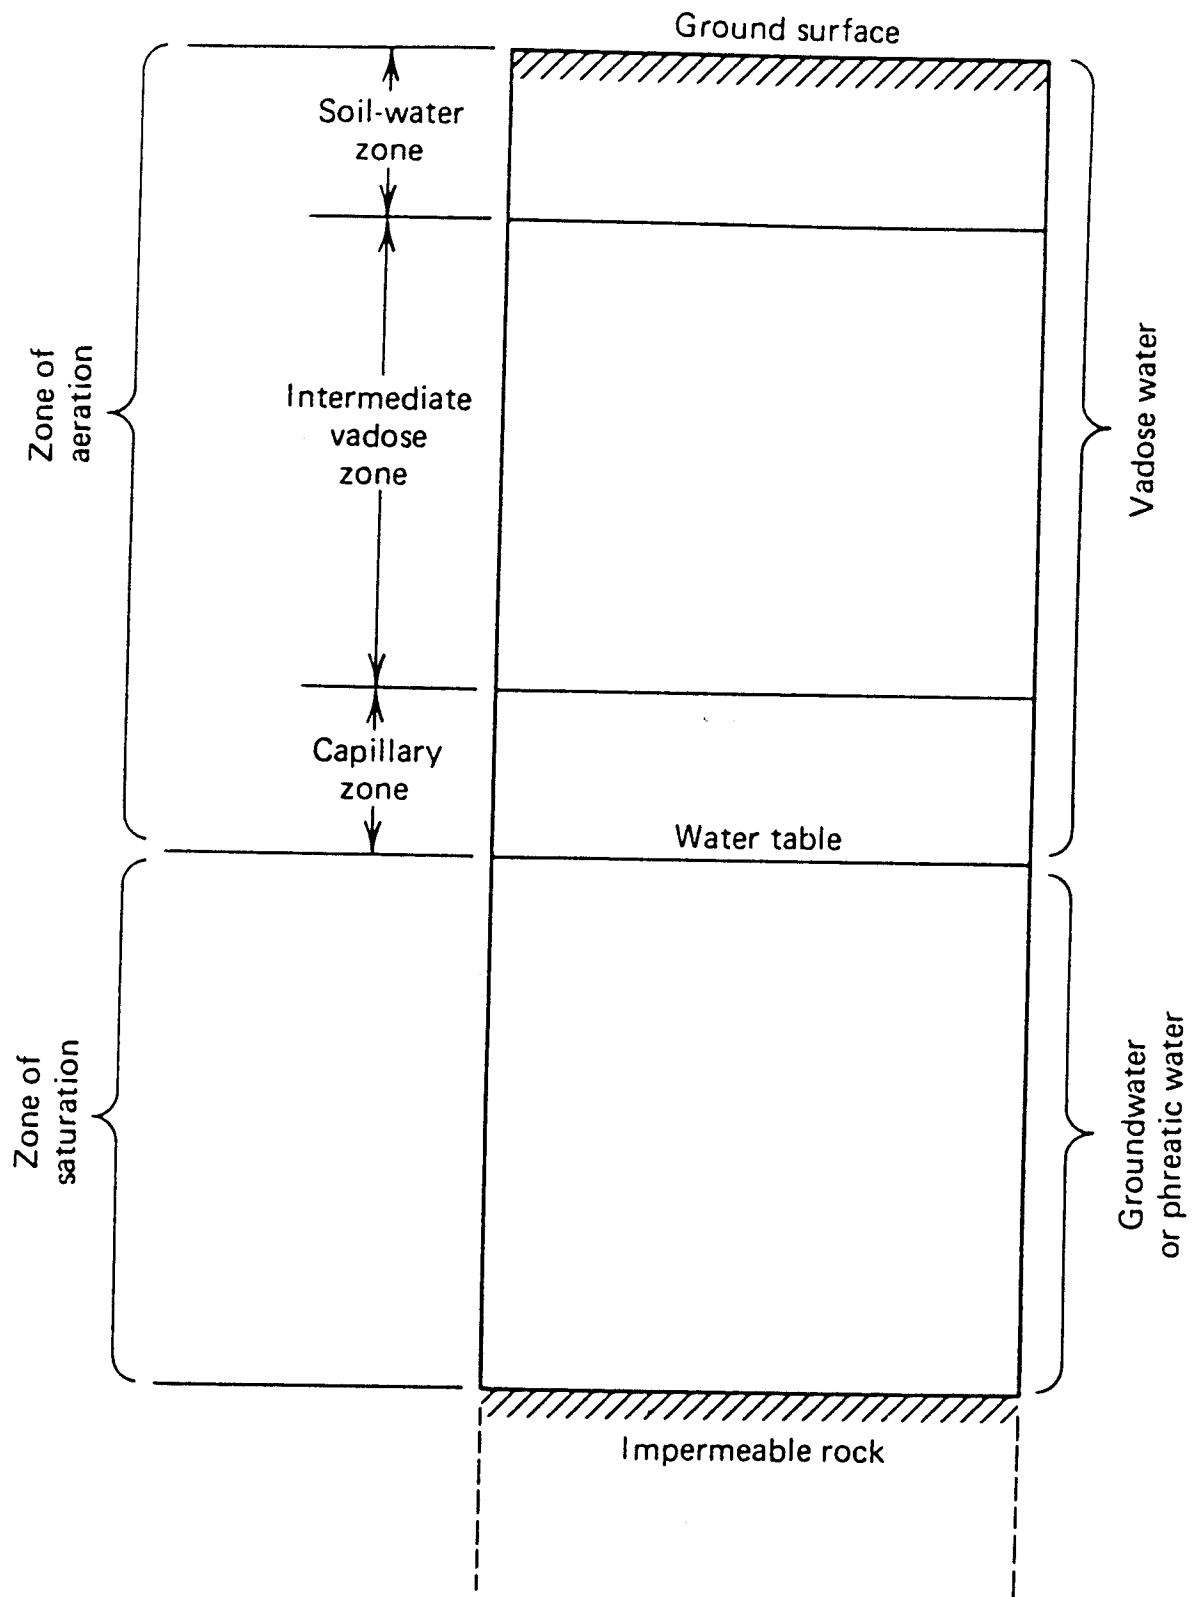 Ground surface
Soil-water
zone
Zone of
aeration
Intermediate
vadose
zone
Vadose water
Capillary
zone
Water table
Zone of
saturation
Groundwater
or phreatic water
Impermeable rock